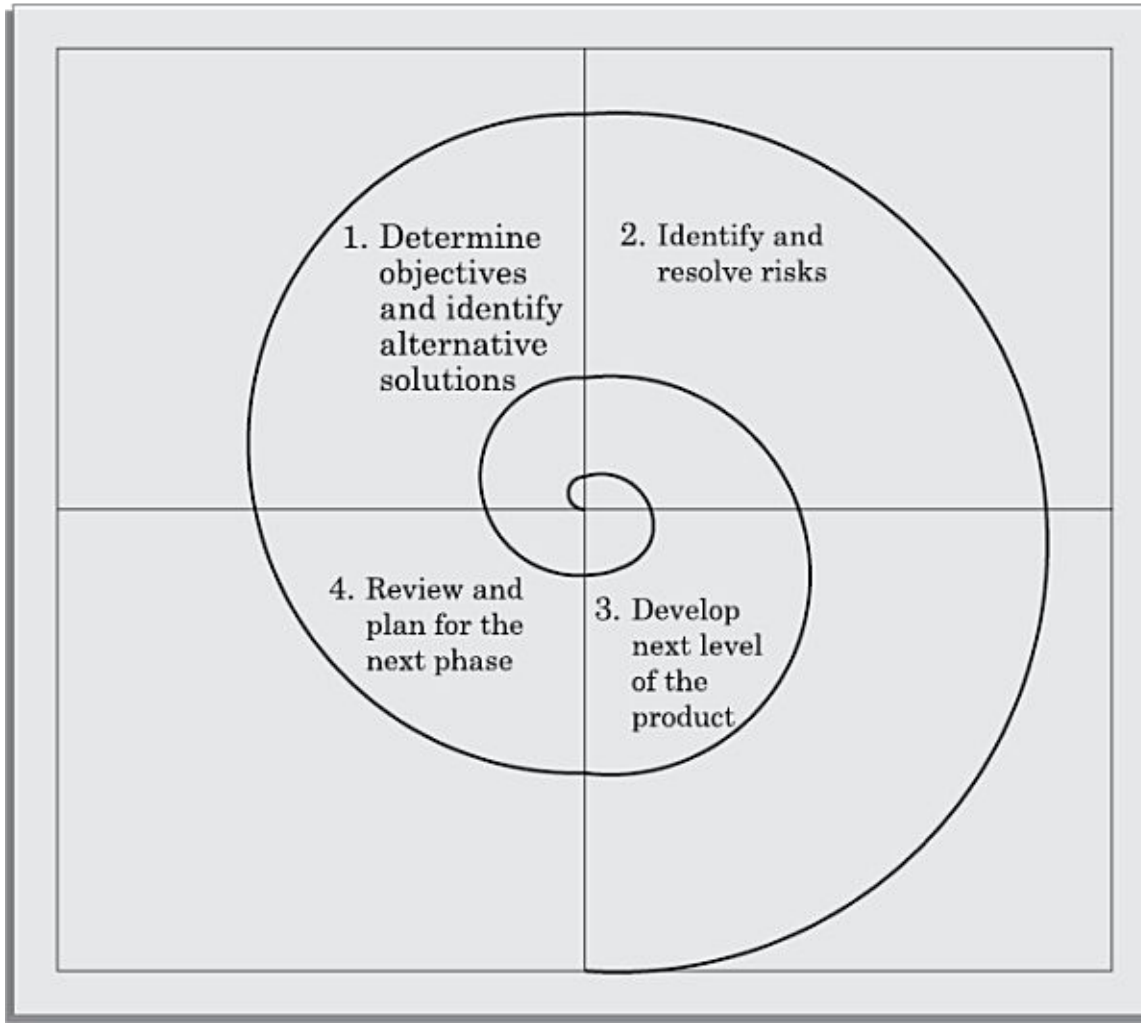 1. Determine
objectives
and identify
alternative
solutions
2. Identify and
resolve risks
4. Review and
plan for the
next phase
3. Develop
next level
of the
product